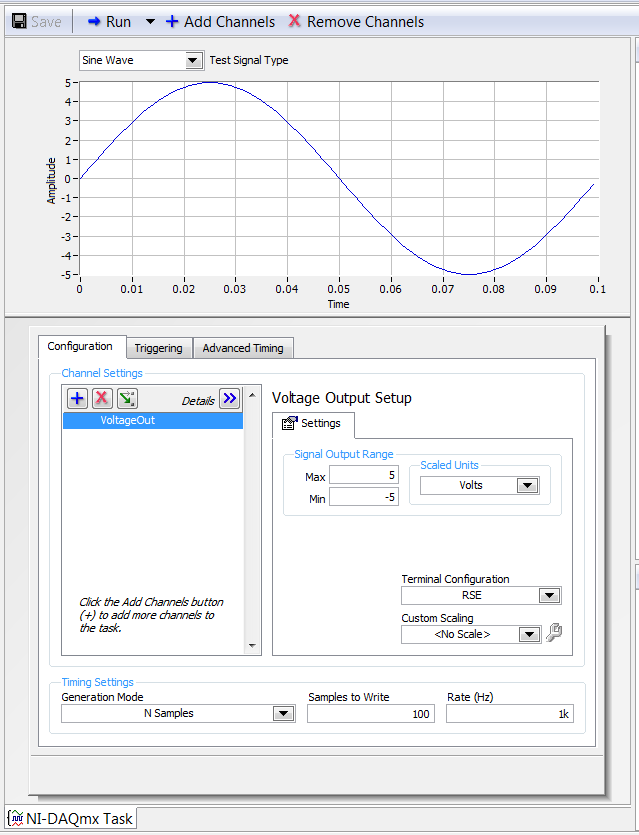 Save Run Add Channels Remove Channels
Sine Wave Test Signal Type
5
4
3
2
1
0
-1
-2
-3
-4
-5
Amplitude
0 0.01 0.02 0.03 0.04 0.05 0.06 0.07 0.08 0.09 0.1
Time
Configuration Triggering Advanced Timing
Channel Settings
Details
VoltageOut
Click the Add Channels button
(+) to add more channels to
the task.
Voltage Output Setup
Settings
Signal Output Range
Max 5
Min -5
Scaled Units
Volts
Terminal Configuration
RSE
Custom Scaling
<No Scale>
Timing Settings
Generation Mode Samples to Write Rate (Hz)
N Samples 100 1k
NI-DAQmx Task